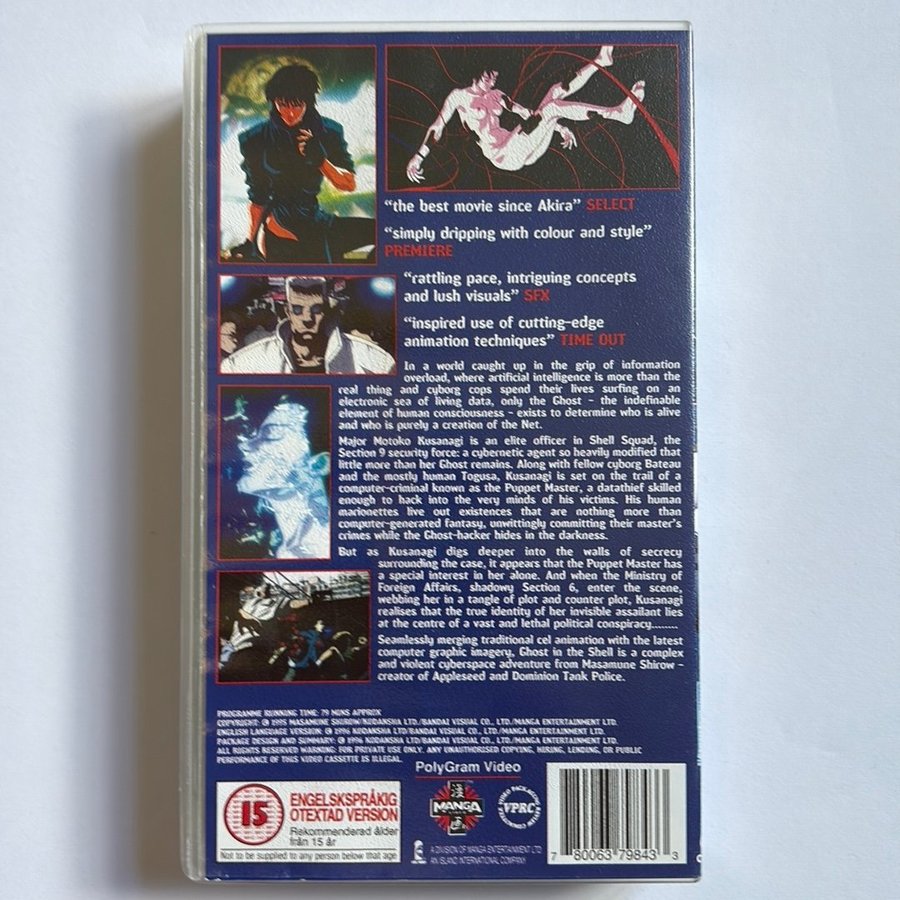 “the best movie since Akira” SELECT
“simply dripping with colour and style”
PREMIERE
“rattling pace, intriguing concepts
and lush visuals” SFX
“inspired use of cutting-edge
animation techniques” TIME OUT
In a world caught up in the grip of information
overload, where artificial intelligence is more than the
real thing and cyborg cops spend their lives surfing on an
electronic sea of living data, only the Ghost - the indefinable
element of human consciousness - exists to determine who is alive
and who is purely a creation of the Net.
Major Motoko Kusanagi is an elite officer in Shell Squad, the
Section 9 security force: a cybernetic agent so heavily modified that
little more than her Ghost remains. Along with fellow cyborg Bateau
and the mostly human Togusa, Kusanagi is set on the trail of a
computer-criminal known as the Puppet Master, a datathief skilled
enough to hack into the very minds of his victims. His human
marionettes live out existences that are nothing more than
computer-generated fantasy, unwittingly committing their master's
crimes while the Ghost-hacker hides in the darkness.
But as Kusanagi digs deeper into the walls of secrecy
surrounding the case, it appears that the Puppet Master has
a special interest in her alone. And when the Ministry of
Foreign Affairs, shadowy Section 6, enter the scene,
webbing her in a tangle of plot and counter plot, Kusanagi
realises that the true identity of her invisible assailant lies
at the centre of a vast and lethal political conspiracy........
Seamlessly merging traditional cel animation with the latest
computer graphic imagery, Ghost in the Shell is a complex
and violent cyberspace adventure from Masamune Shirow -
creator of Appleseed and Dominion Tank Police.
PROGRAMME RUNNING TIME: 79 MINS APPROX
COPYRIGHT: © 1995 MASAMUNE SHIROW/KODANSHA LTD/BANDAI VISUAL CO., LTD./MANGA ENTERTAINMENT LTD.
ENGLISH LANGUAGE VERSION: © 1996 KODANSHA LTD/BANDAI VISUAL CO., LTD./MANGA ENTERTAINMENT LTD.
PACKAGE DESIGN AND SUMMARY: © 1996 KODANSHA LTD/BANDAI VISUAL CO., LTD./MANGA ENTERTAINMENT LTD.
ALL RIGHTS RESERVED WARNING: FOR PRIVATE USE ONLY. ANY UNAUTHORISED COPYING, HIRING, LENDING, OR PUBLIC
PERFORMANCE OF THIS VIDEO CASSETTE IS ILLEGAL.
PolyGram Video
15
ENGELSKSPRÅKIG
OTEXTAD VERSION
Rekommenderad ålder
från 15 år
Not to be supplied to any person below that age
MANGA
VIDEO
A DIVISION OF MANGA ENTERTAINMENT LTD
AN ISLAND INTERNATIONAL COMPANY
VIDEO PACKAGING REVIEW COMMITTEE
VPRC
7 80063 79843 3